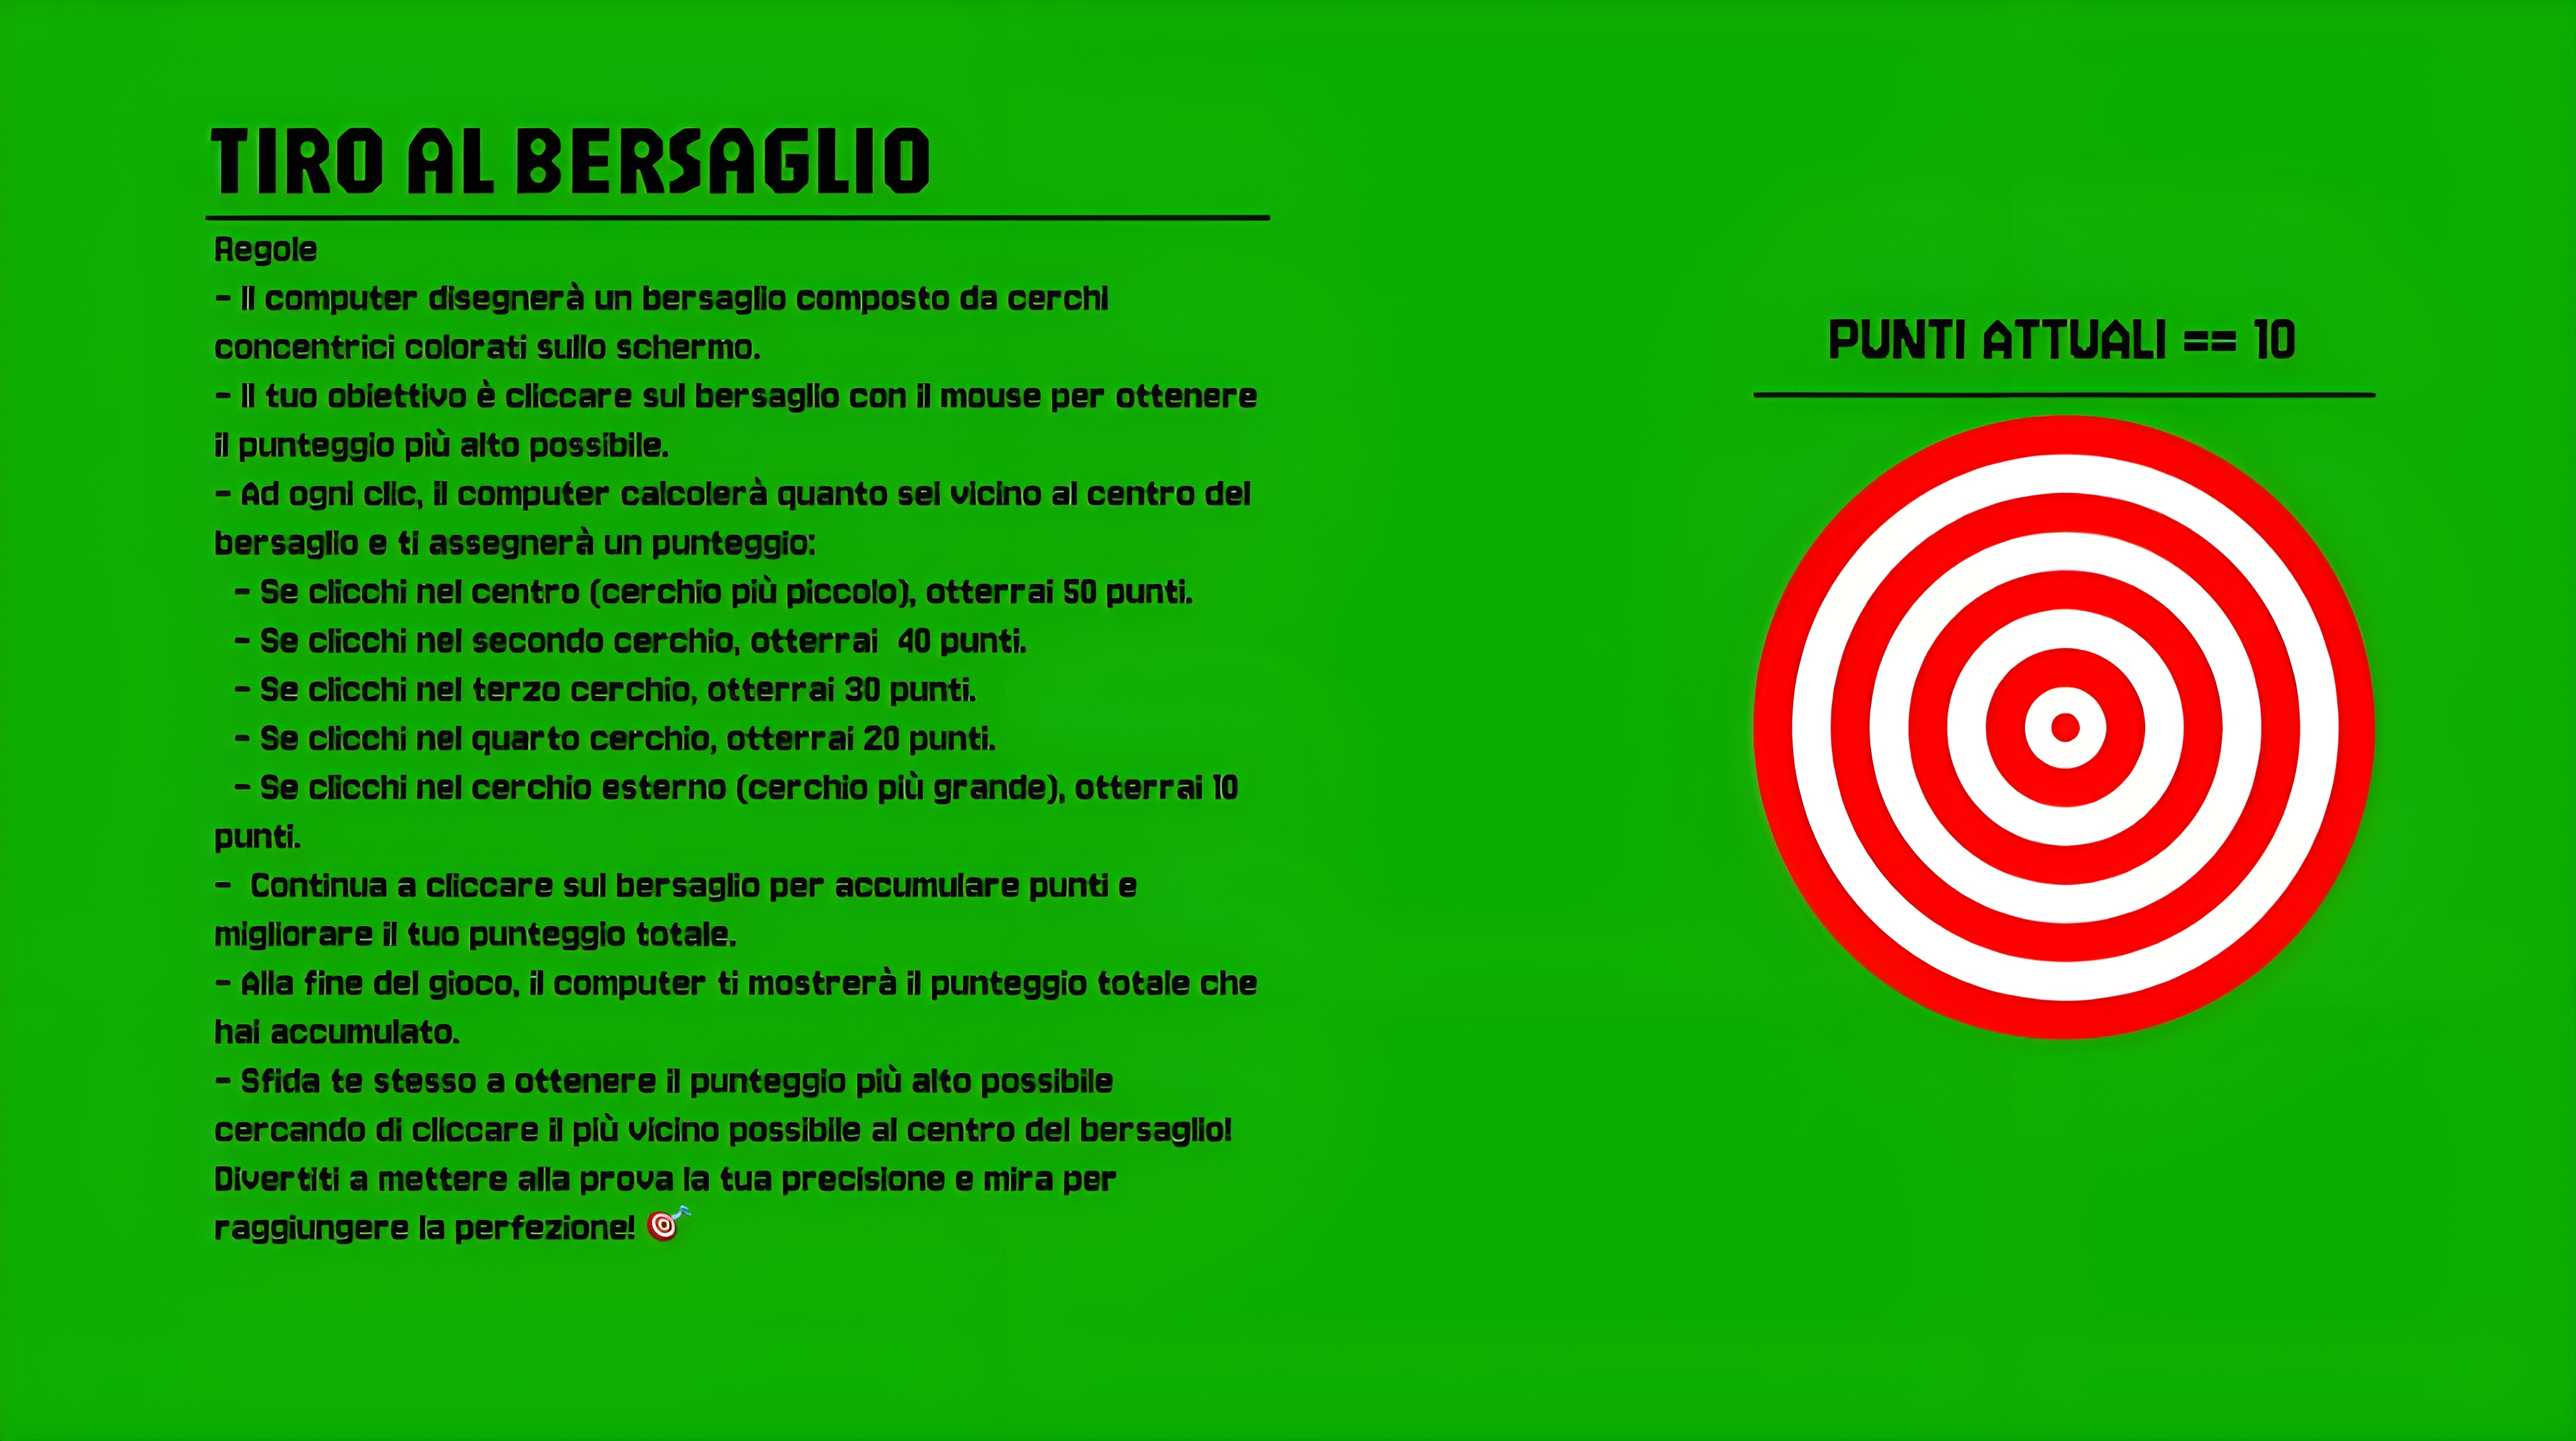 TIRO AL BERSAGLIO
Regole
- Il computer disegnerà un bersaglio composto da cerchi
concentrici colorati sullo schermo.
- Il tuo obiettivo è cliccare sul bersaglio con il mouse per ottenere
il punteggio più alto possibile.
- Ad ogni clic, il computer calcolerà quanto sei vicino al centro del
bersaglio e ti assegnerà un punteggio:
- Se clicchi nel centro (cerchio più piccolo), otterrai 50 punti.
- Se clicchi nel secondo cerchio, otterrai  40 punti.
- Se clicchi nel terzo cerchio, otterrai 30 punti.
- Se clicchi nel quarto cerchio, otterrai 20 punti.
- Se clicchi nel cerchio esterno (cerchio più grande), otterrai 10
punti.
-  Continua a cliccare sul bersaglio per accumulare punti e
migliorare il tuo punteggio totale.
- Alla fine del gioco, il computer ti mostrerà il punteggio totale che
hai accumulato.
- Sfida te stesso a ottenere il punteggio più alto possibile
cercando di cliccare il più vicino possibile al centro del bersaglio!
Divertiti a mettere alla prova la tua precisione e mira per
raggiungere la perfezione! 🎯
PUNTI ATTUALI == 10